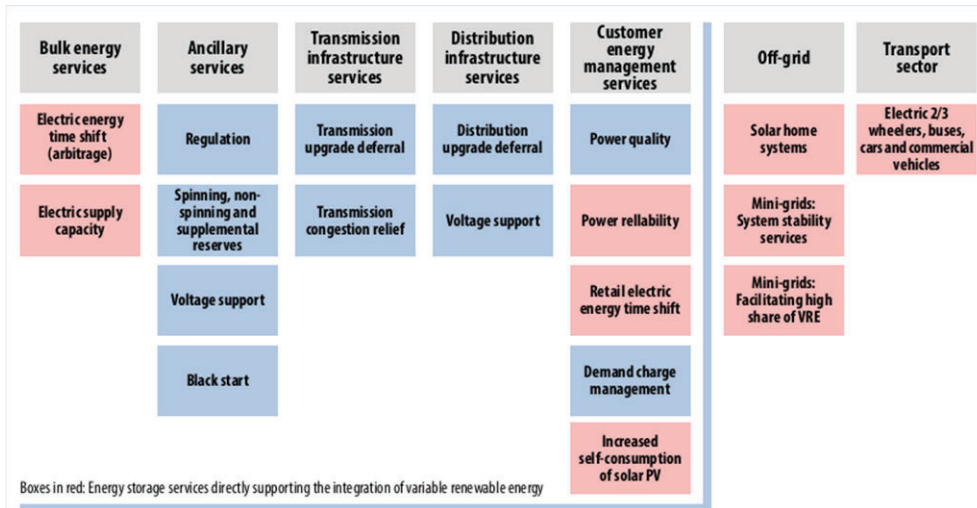 Bulk energy
services
Ancillary
services
Transmission
infrastructure
services
Distribution
infrastructure
services
Customer
energy
management
services
Off-grid
Transport
sector
Electric energy
time shift
(arbitrage)
Regulation
Transmission
upgrade deferral
Distribution
upgrade deferral
Power quality
Solar home
systems
Electric 2/3
wheelers, buses,
cars and commercial
vehicles
Electric supply
capacity
Spinning, non-
spinning and
supplemental
reserves
Transmission
congestion relief
Voltage support
Power rellability
Mini-grids:
System stability
services
Voltage support
Retail electric
energy time shift
Mini-grids:
Facilitating high
share of VRE
Black start
Demand charge
management
Increased
self-consumption
of solar PV
Boxes in red: Energy storage services directly supporting the integration of variable renewable energy